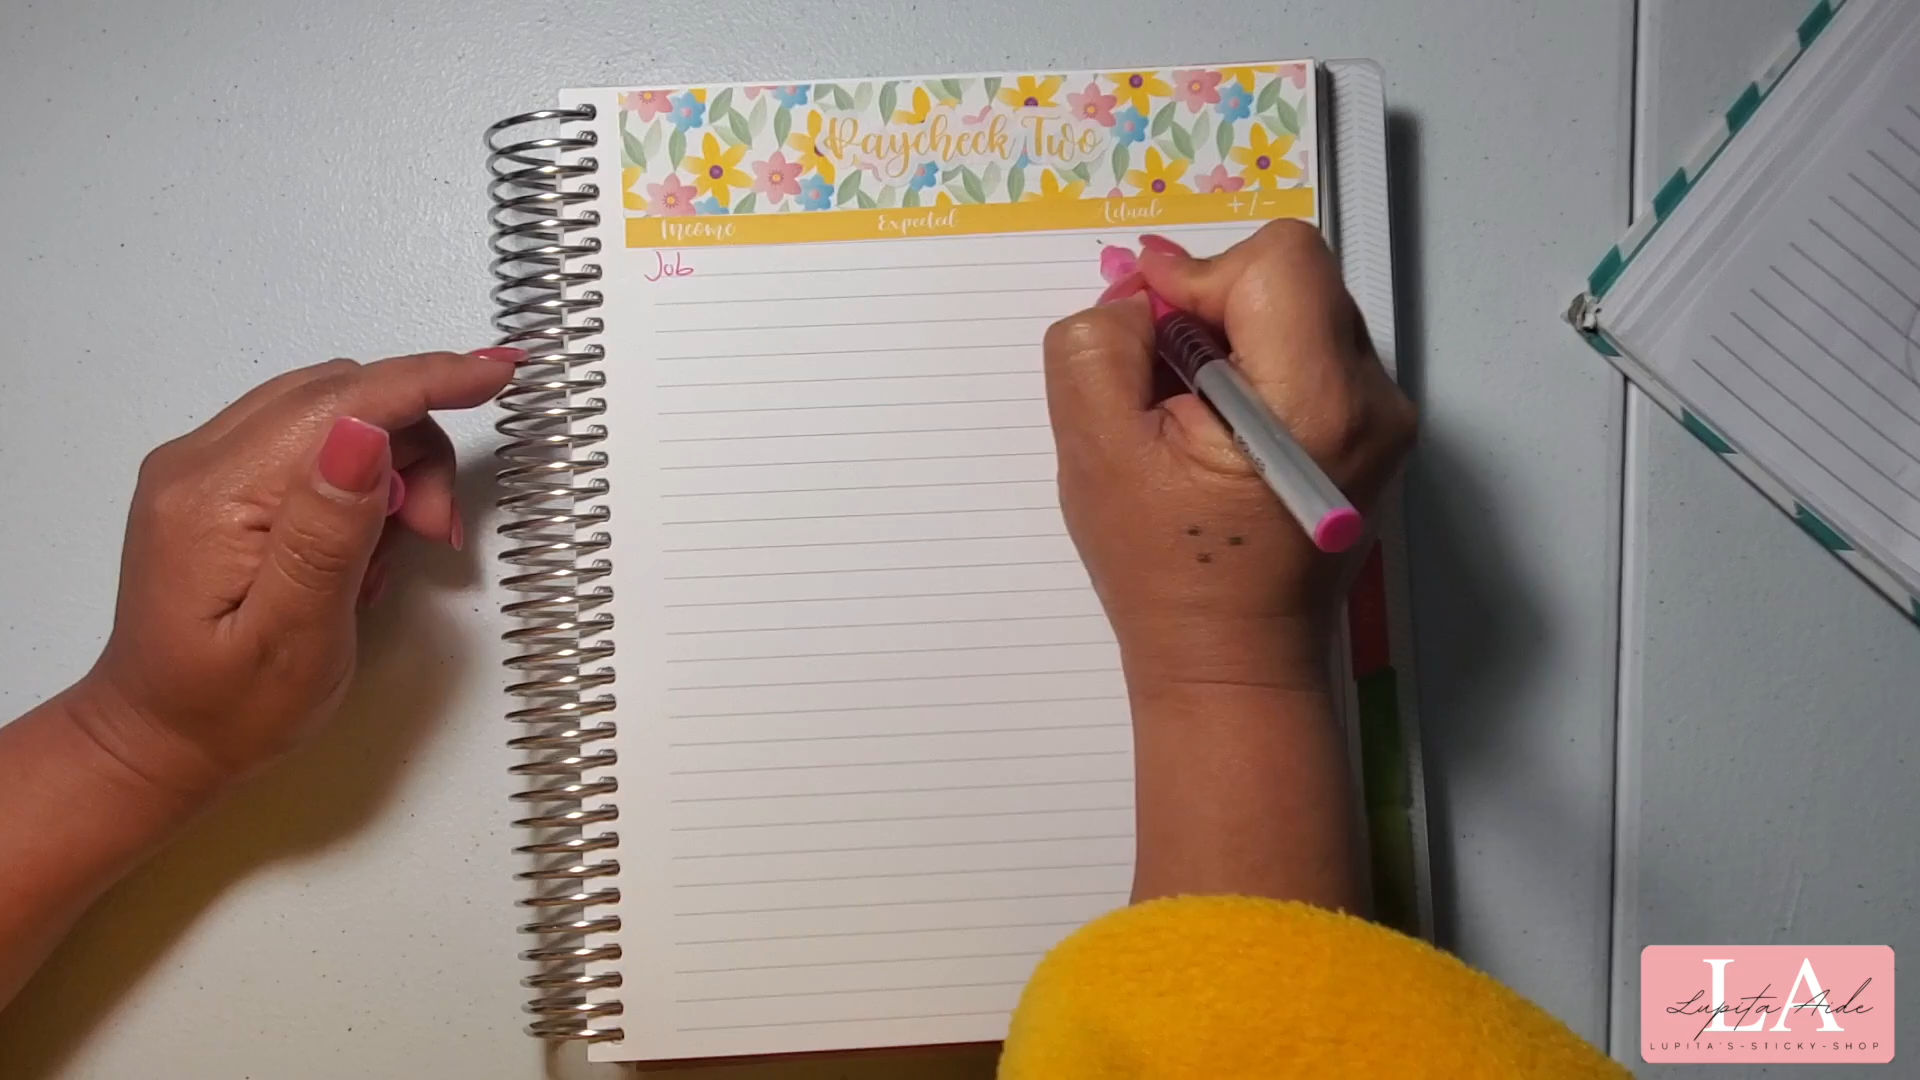 Paycheck Two
Income Expected Actual +/-
Job
LA
Lupita Aide
LUPITA'S-STICKY-SHOP